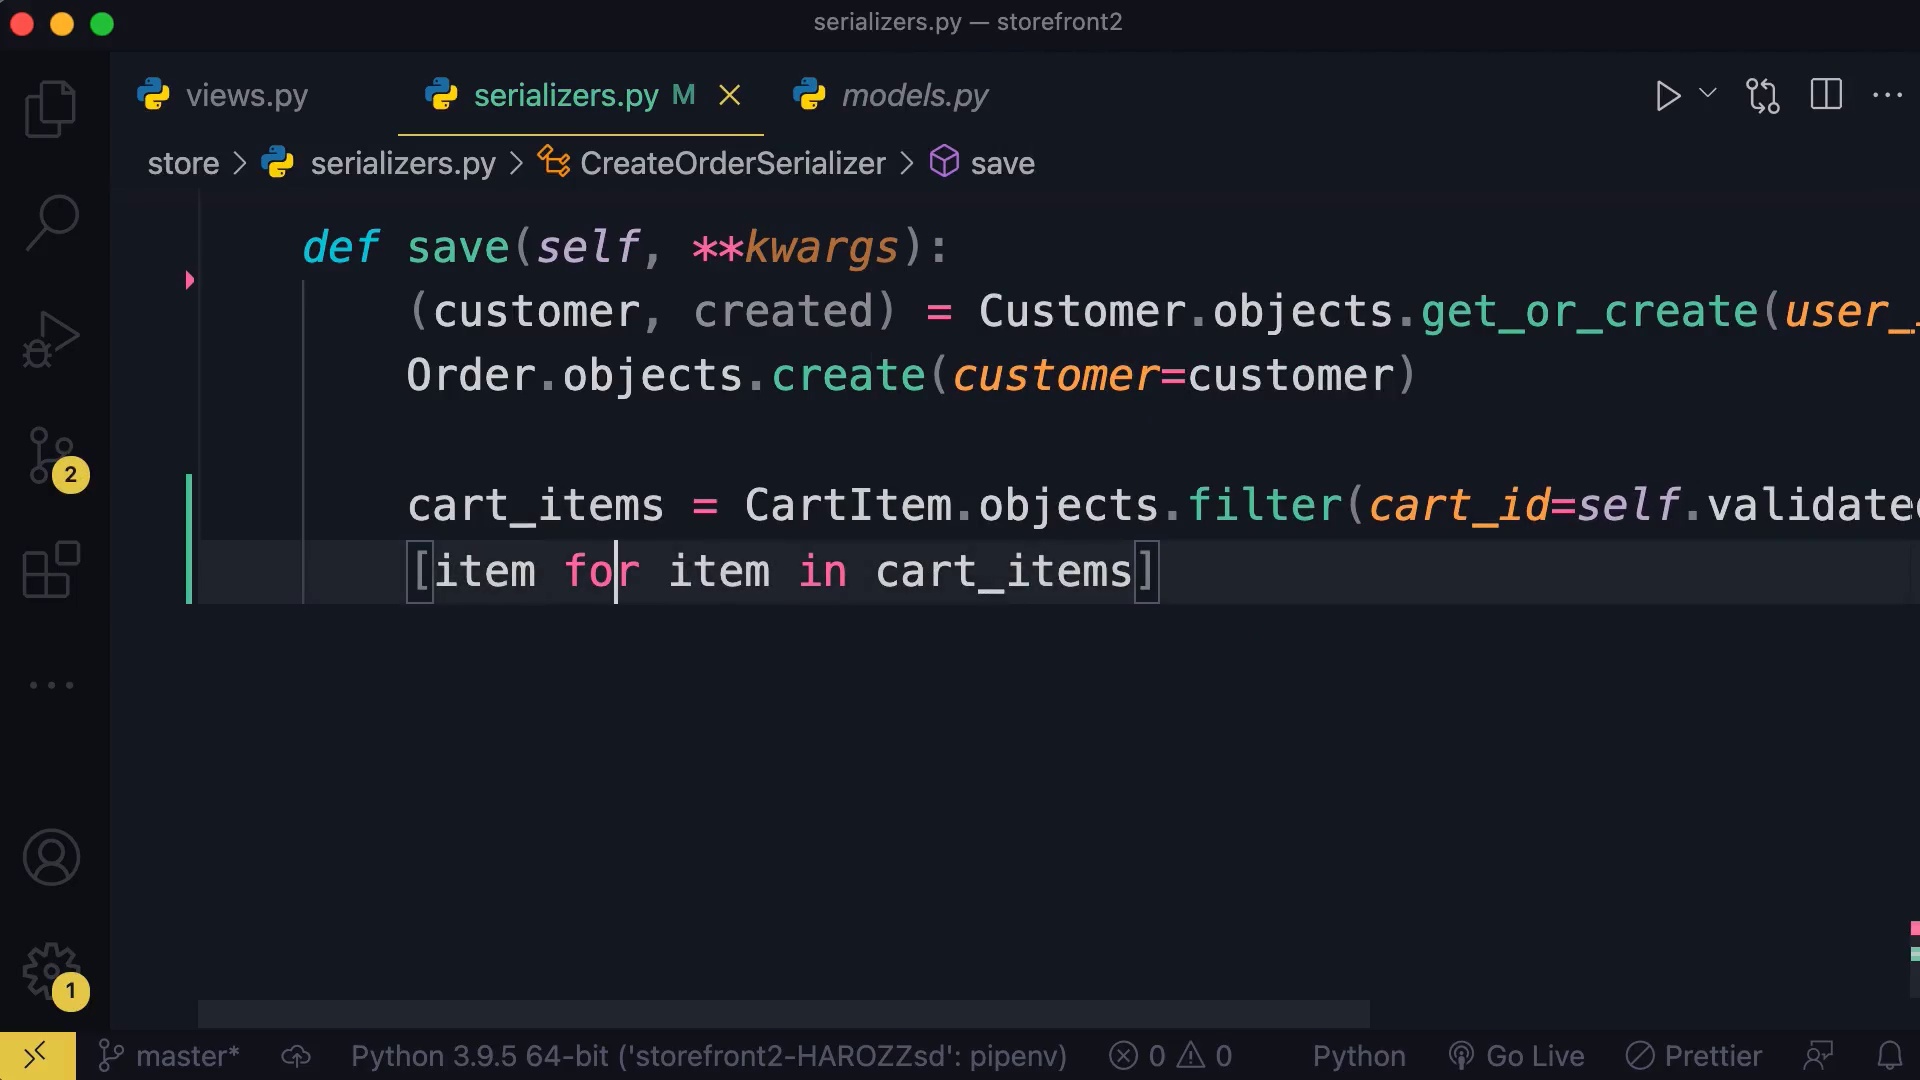 serializers.py — storefront2
views.py
serializers.py M
models.py
store > serializers.py > CreateOrderSerializer > save
def save(self, **kwargs):
(customer, created) = Customer.objects.get_or_create(user_
Order.objects.create(customer=customer)
cart_items = CartItem.objects.filter(cart_id=self.validated
[item for item in cart_items]
2
1
master* Python 3.9.5 64-bit ('storefront2-HAROZZsd': pipenv) 0 0 Python Go Live Prettier